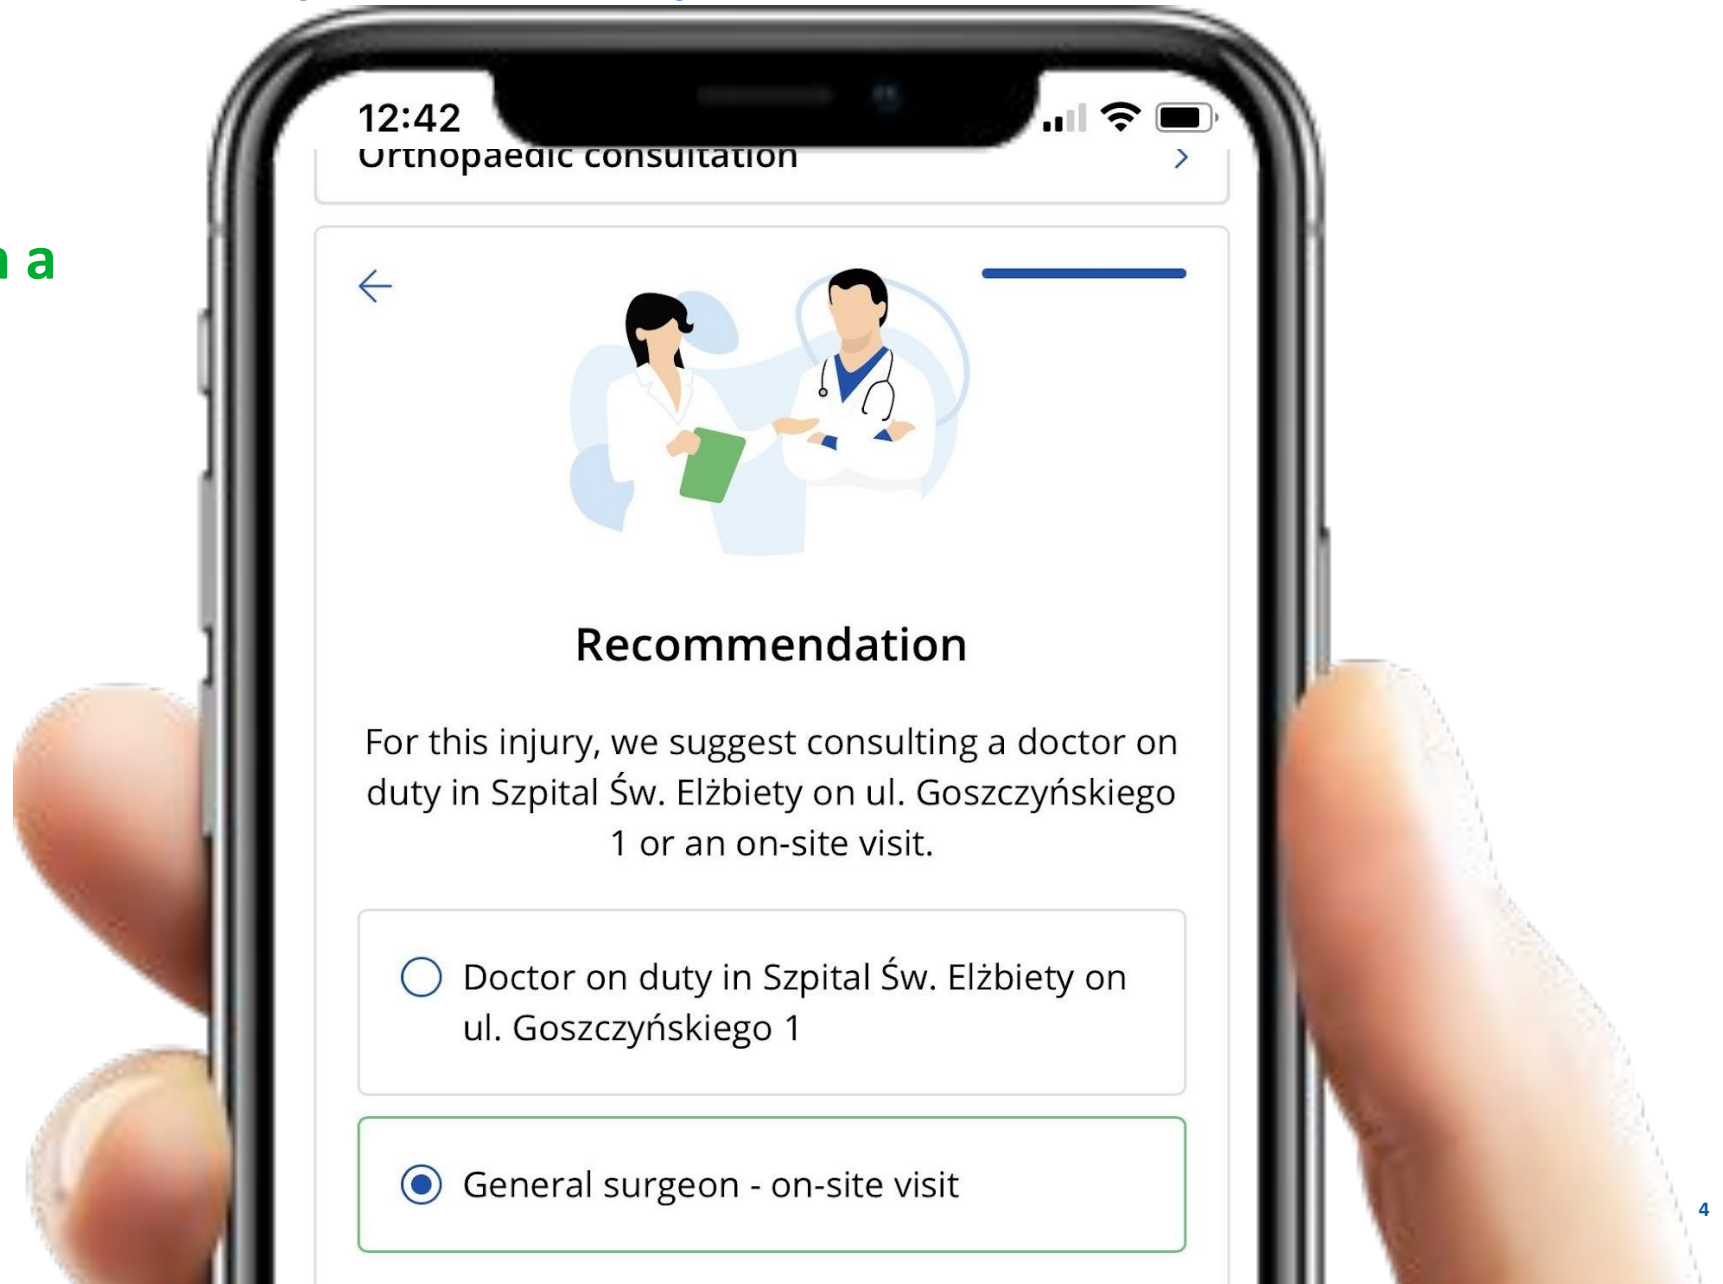 a
12:42
Orthopaedic consultation
Recommendation
For this injury, we suggest consulting a doctor on
duty in Szpital Św. Elżbiety on ul. Goszczyńskiego
1 or an on-site visit.
Doctor on duty in Szpital Św. Elżbiety on
ul. Goszczyńskiego 1
General surgeon - on-site visit
4